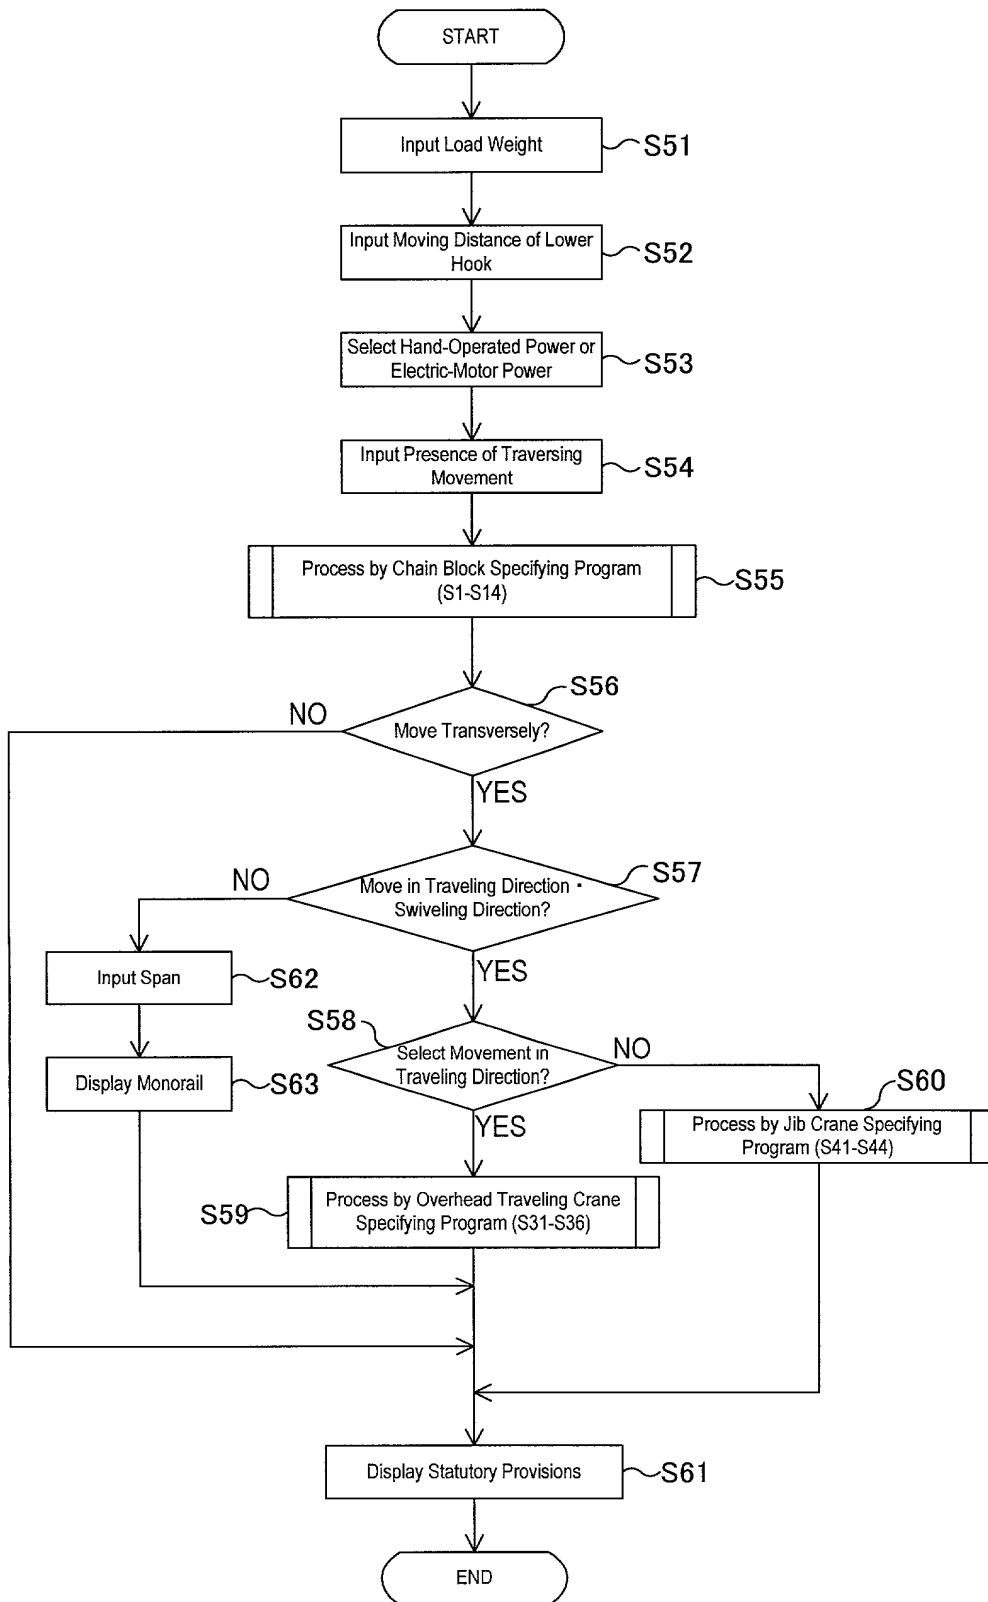 START
Input Load Weight
S51
Input Moving Distance of Lower
Hook
S52
Select Hand-Operated Power or
Electric-Motor Power
S53
Input Presence of Traversing
Movement
S54
Process by Chain Block Specifying Program
(S1-S14)
S55
S56
NO
Move Transversely?
YES
S57
NO
Move in Traveling Direction・
Swiveling Direction?
YES
Input Span
S62
S58
Select Movement in
Traveling Direction?
NO
YES
Display Monorail
S63
S60
Process by Jib Crane Specifying
Program (S41-S44)
S59
Process by Overhead Traveling Crane
Specifying Program (S31-S36)
Display Statutory Provisions
S61
END